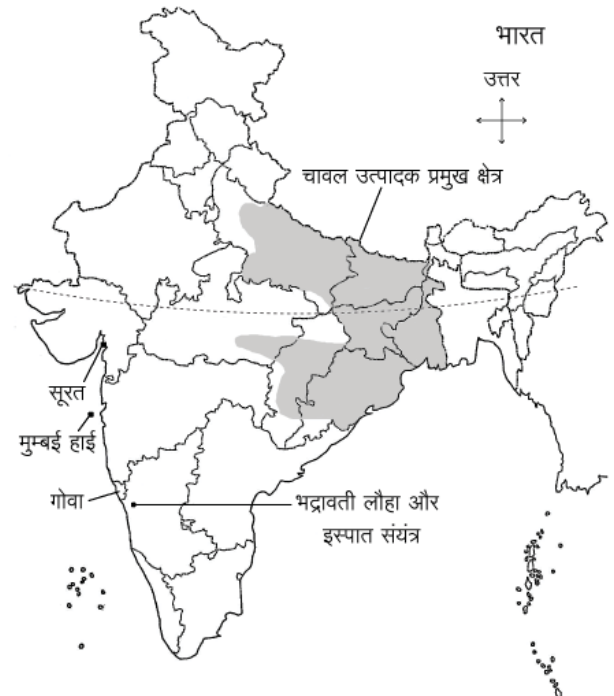 भारत
उत्तर
चावल उत्पादक प्रमुख क्षेत्र
सूरत
मुम्बई हाई
गोवा
भद्रावती लौहा और
इस्पात संयंत्र